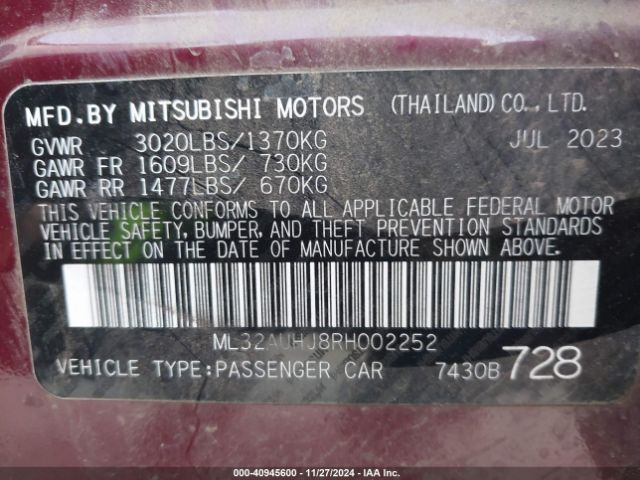 MFD.BY MITSUBISHI MOTORS (THAILAND) CO., LTD.
GVWR 3020LBS/1370KG JUL 2023
GAWR FR 1609LBS/ 730KG
GAWR RR 1477LBS/ 670KG
THIS VEHICLE CONFORMS TO ALL APPLICABLE FEDERAL MOTOR
VEHICLE SAFETY, BUMPER, AND THEFT PREVENTION STANDARDS
IN EFFECT ON THE DATE OF MANUFACTURE SHOWN ABOVE.
ML32AUHJ8RH002252
VEHICLE TYPE:PASSENGER CAR 7430B 728
000-40945600 - 11/27/2024 - IAA Inc.